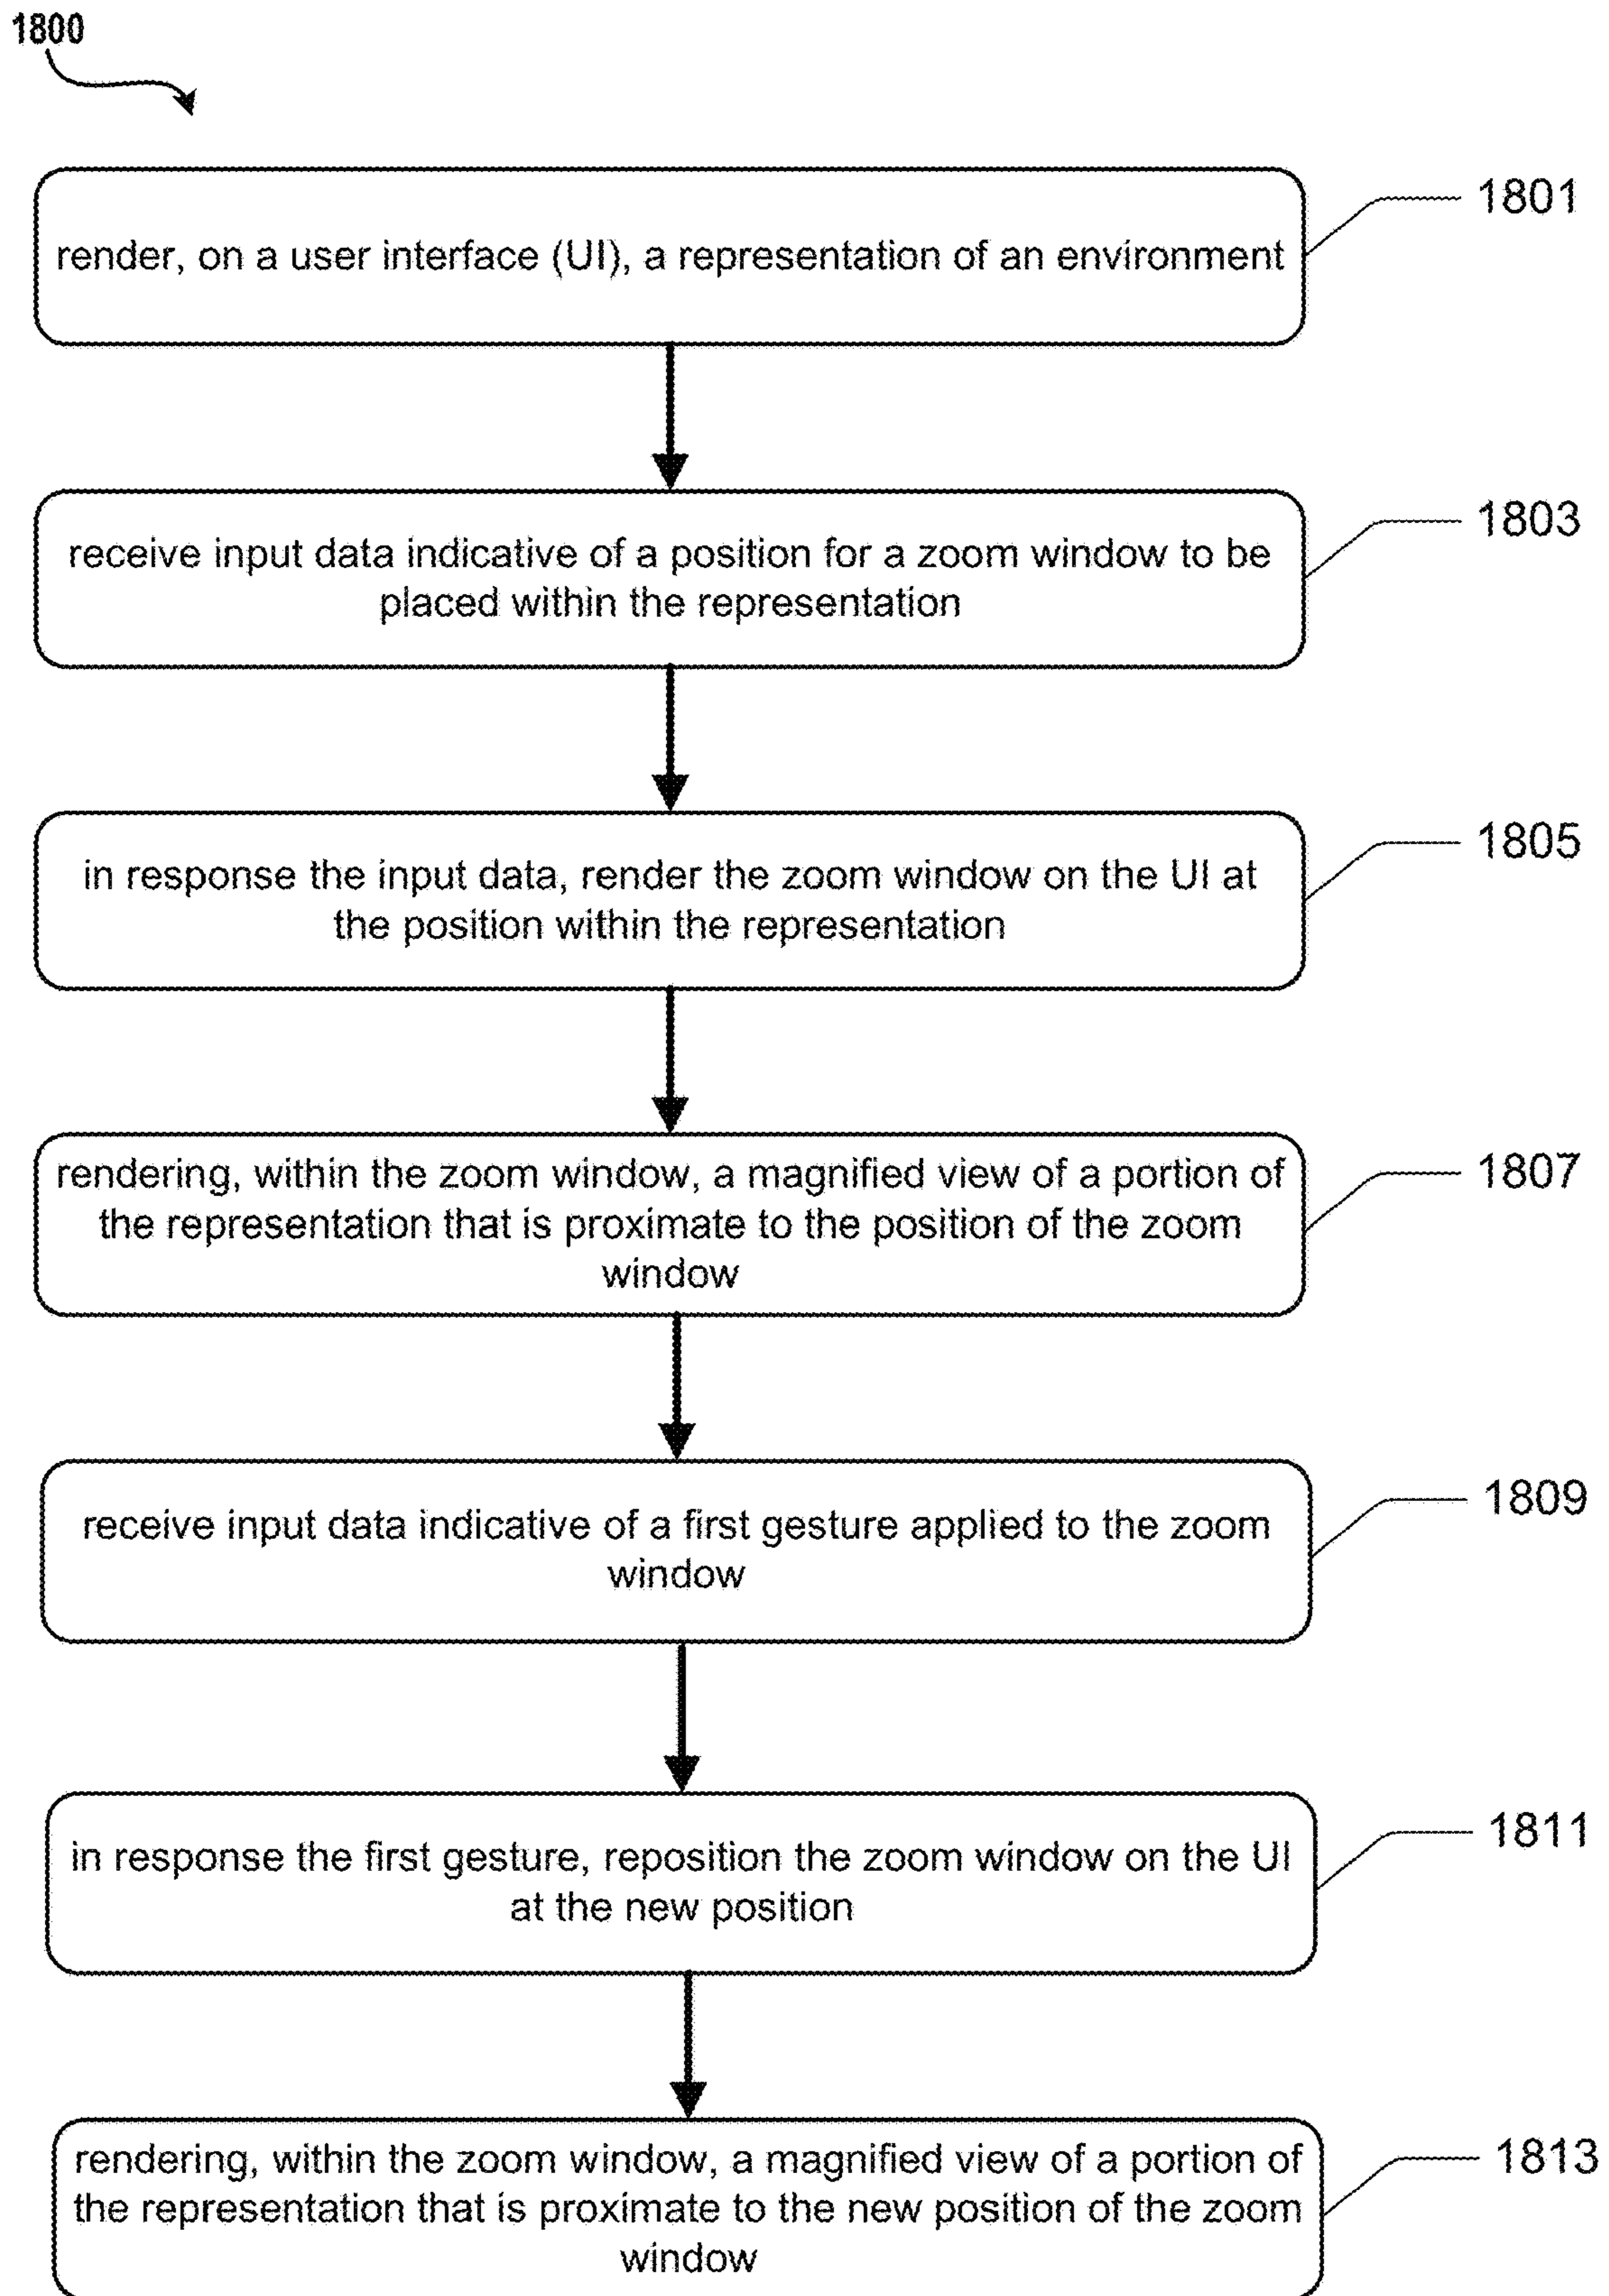 1800
1801
render, on a user interface (UI), a representation of an environment
1803
receive input data indicative of a position for a zoom window to be
placed within the representation
1805
in response the input data, render the zoom window on the UI at
the position within the representation
1807
rendering, within the zoom window, a magnified view of a portion of
the representation that is proximate to the position of the zoom
window
1809
receive input data indicative of a first gesture applied to the zoom
window
1811
in response the first gesture, reposition the zoom window on the UI
at the new position
1813
rendering, within the zoom window, a magnified view of a portion of
the representation that is proximate to the new position of the zoom
window